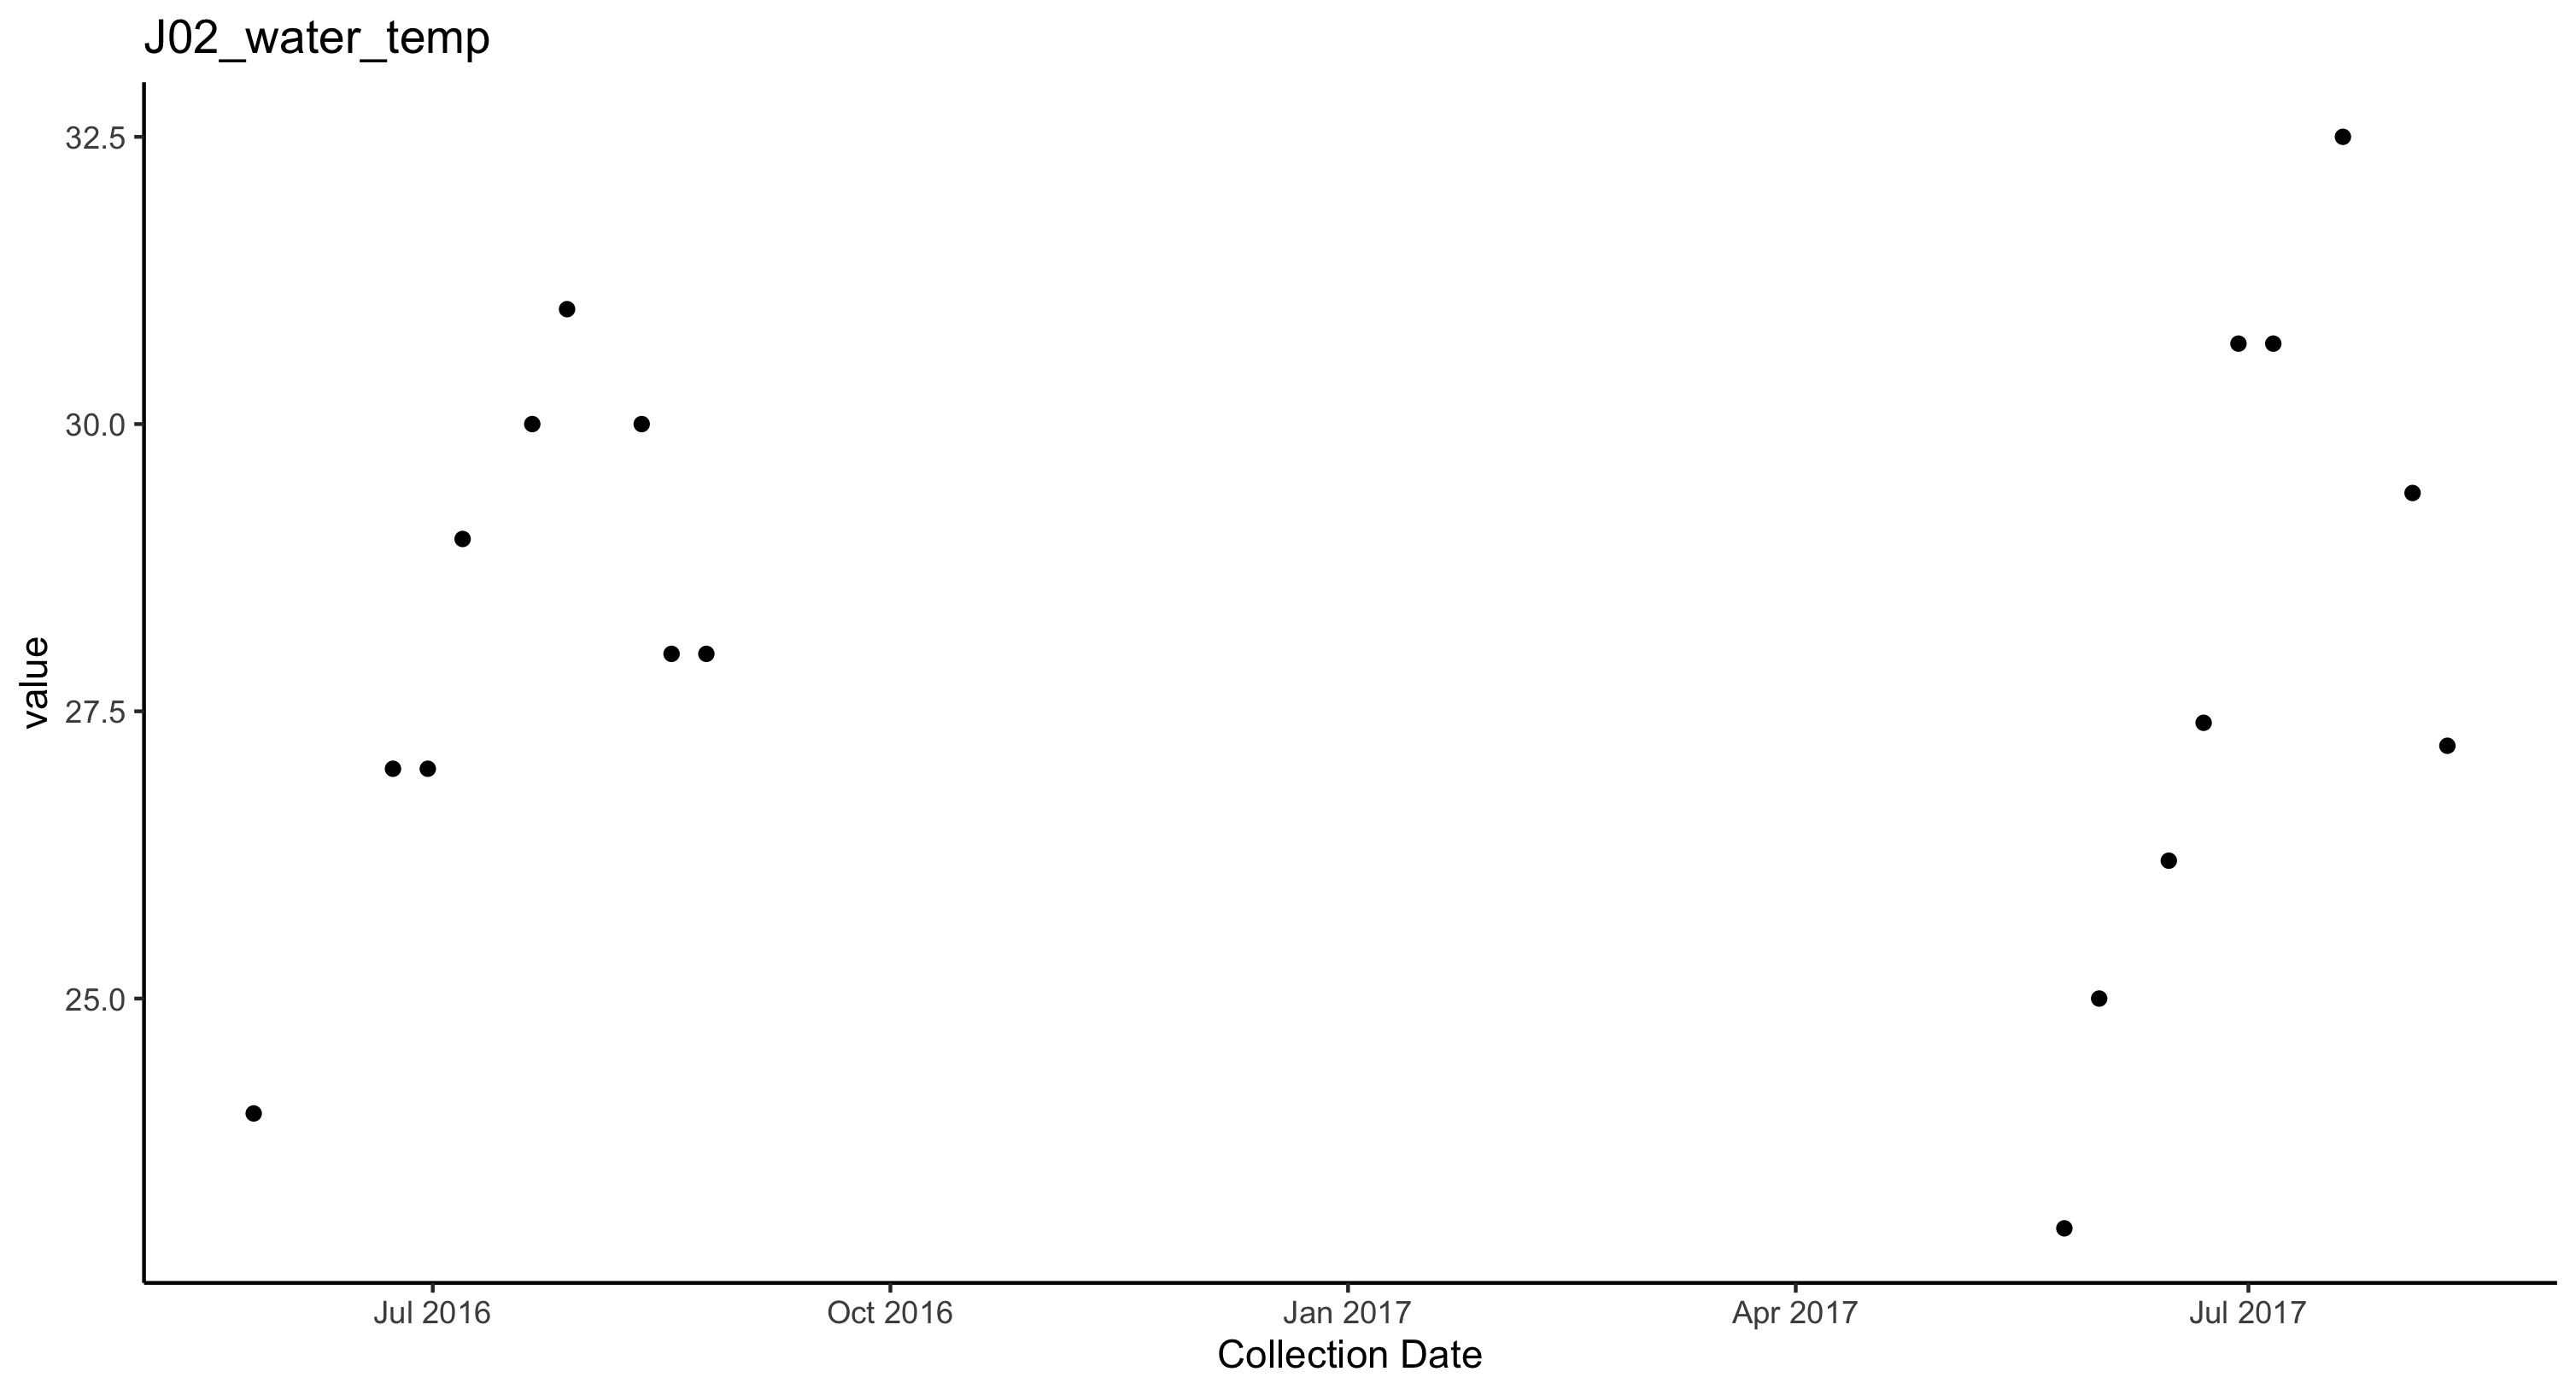 J02_water_temp
32.5
30.0
27.5
25.0
value
Jul 2016
Oct 2016
Jan 2017
Apr 2017
Jul 2017
Collection Date